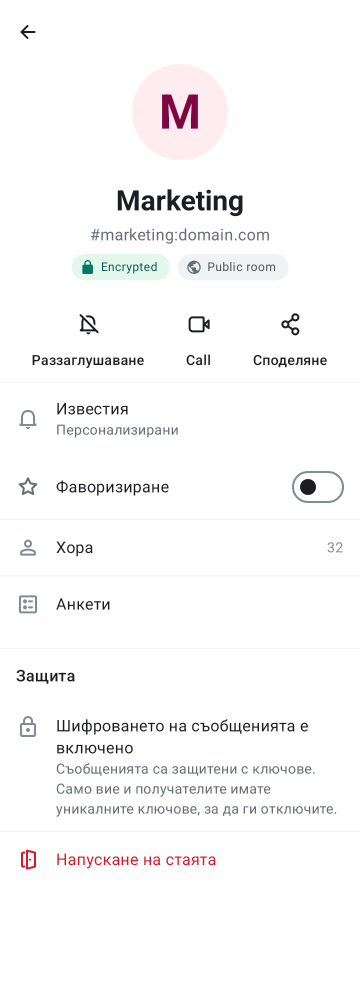 M
Marketing
#marketing:domain.com
Encrypted
Public room
Раззаглушаване
Call
Споделяне
Известия
Персонализирани
Фаворизиране
Хора
32
Анкети
Защита
Шифроването на съобщенията е
включено
Съобщенията са защитени с ключове.
Само вие и получателите имате
уникалните ключове, за да ги отключите.
Напускане на стаята